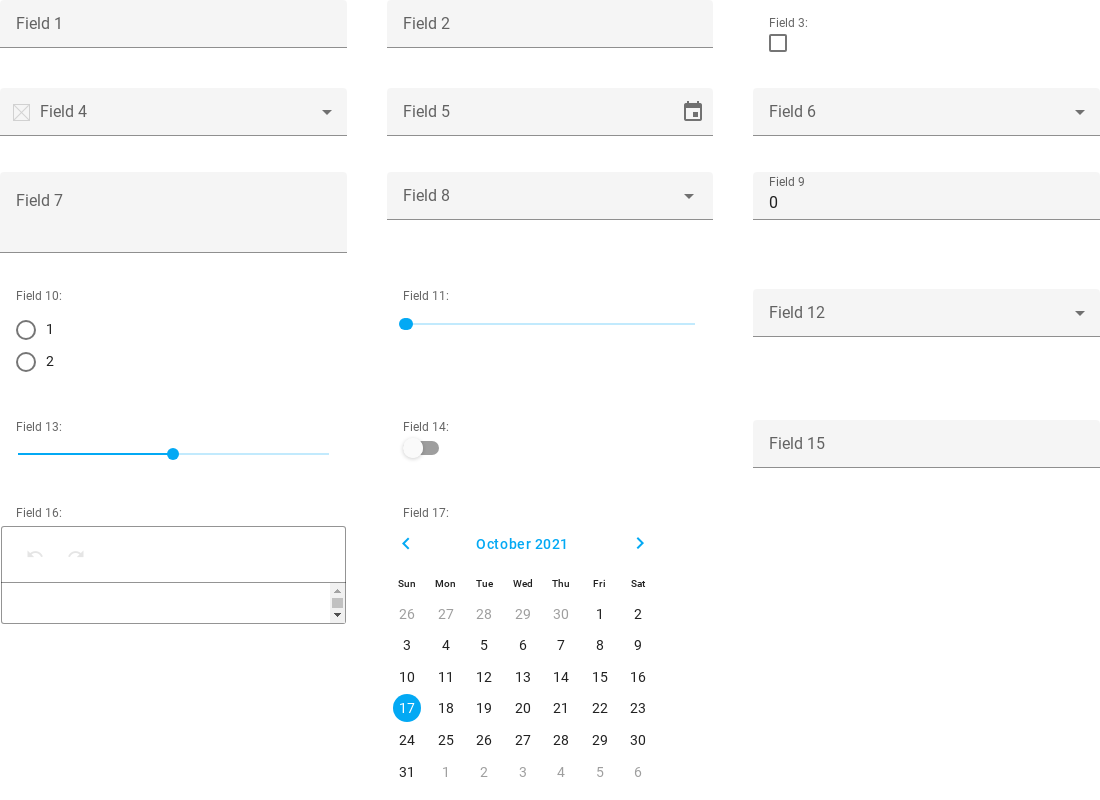 Field 1
Field 2
Field 3:
Field 4
Field 5
Field 6
Field 7
Field 8
Field 9
0
Field 10:
1
2
Field 11:
Field 12
Field 13:
Field 14:
Field 15
Field 16:
Field 17:
October 2021
Sun Mon Tue Wed Thu Fri Sat
26 27 28 29 30 1 2
3 4 5 6 7 8 9
10 11 12 13 14 15 16
17 18 19 20 21 22 23
24 25 26 27 28 29 30
31 1 2 3 4 5 6